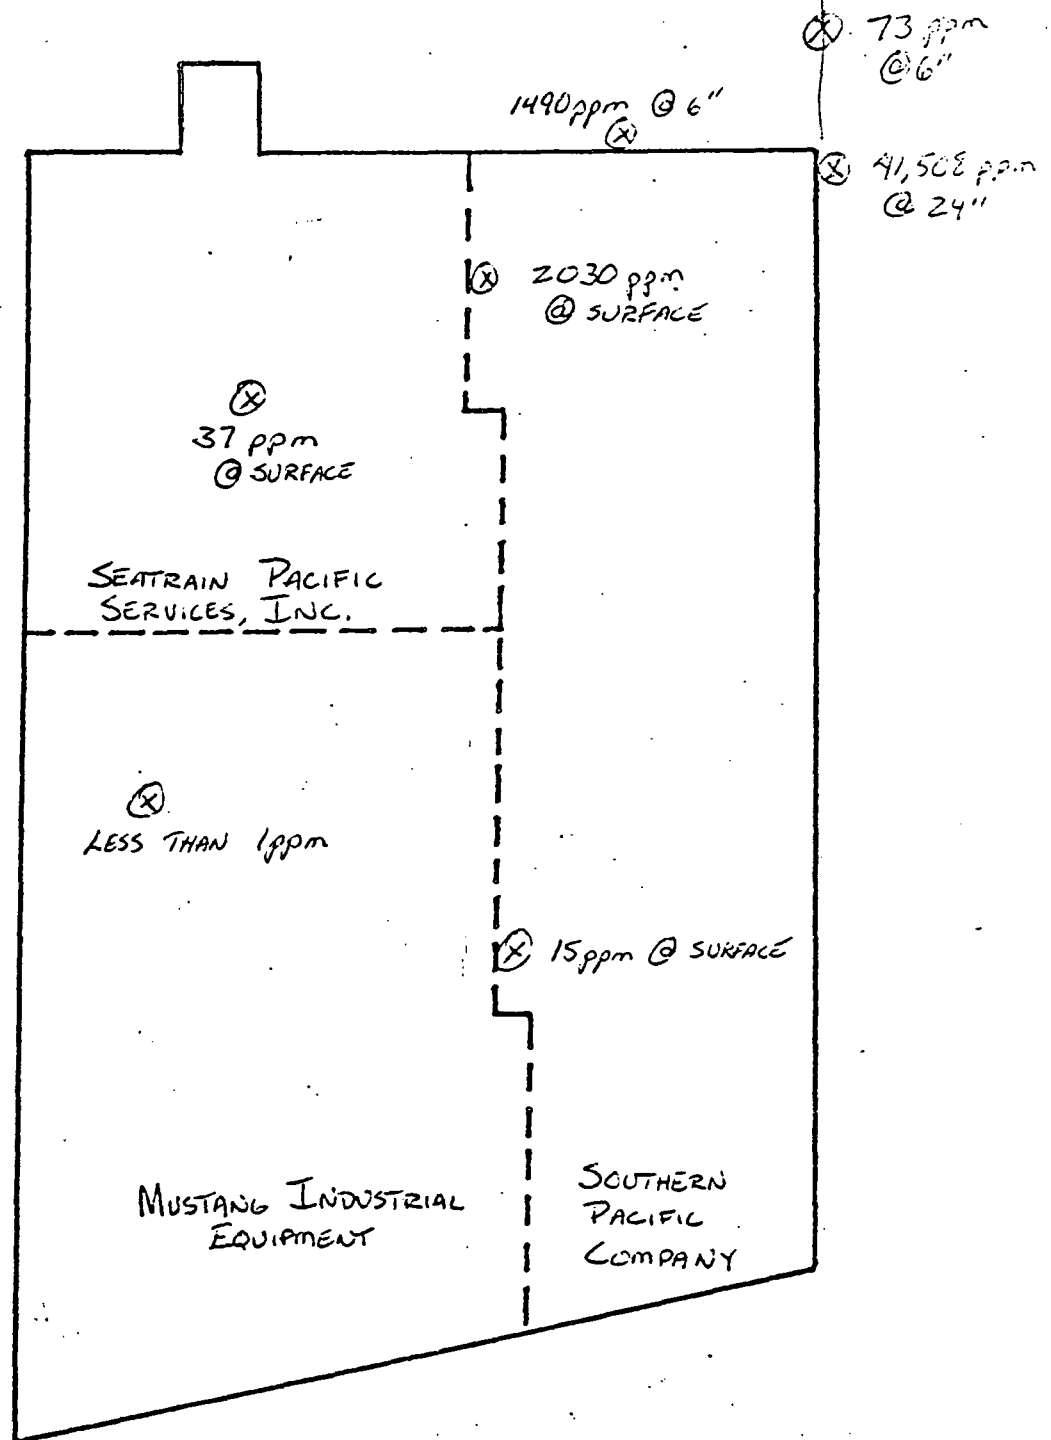 73 ppm
@ 6"
1490ppm @ 6"
41,508 ppm
@ 24"
2030 ppm
@ SURFACE
37 ppm
@ SURFACE
SEATRAIN PACIFIC
SERVICES, INC.
LESS THAN 1ppm
15ppm @ SURFACE
MUSTANG INDUSTRIAL
EQUIPMENT
SOUTHERN
PACIFIC
COMPANY